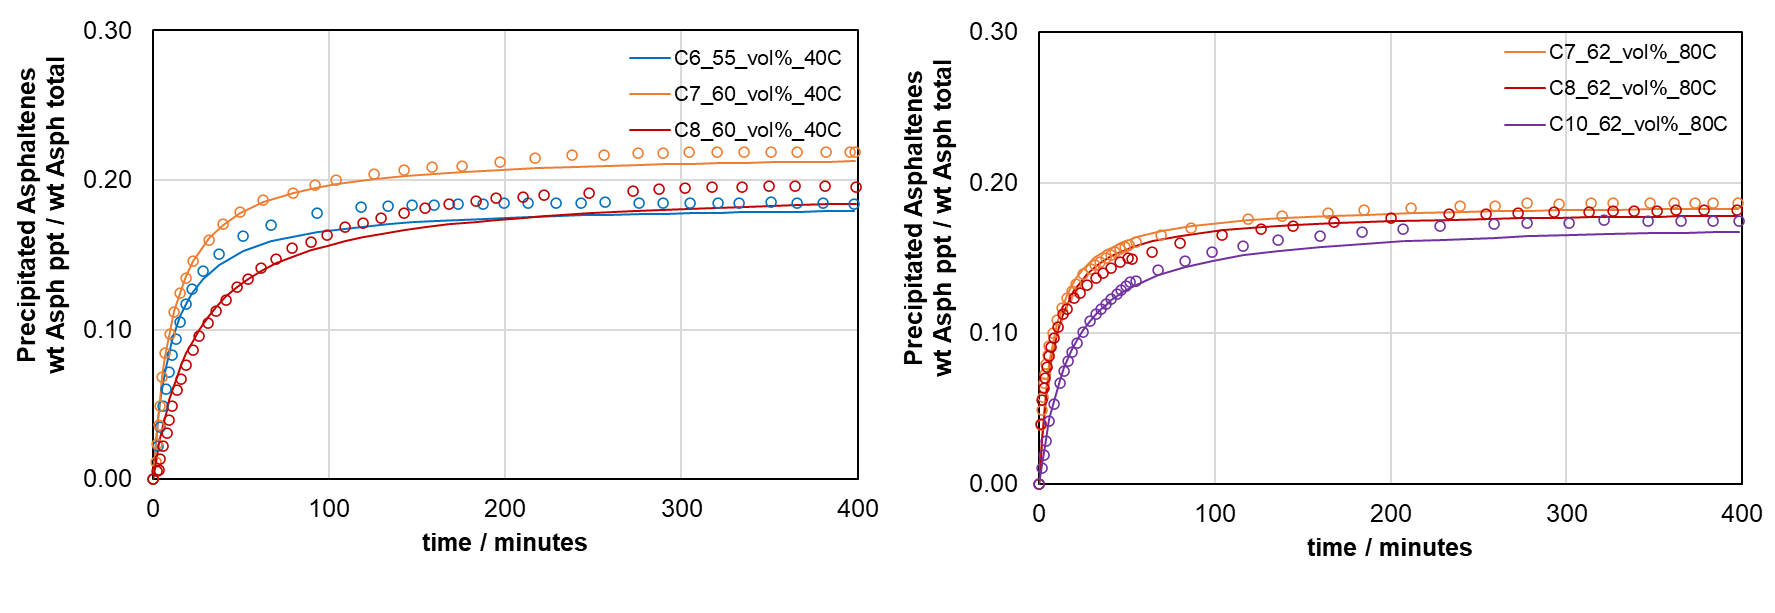 Precipitated Asphaltenes
wt Asph ppt / wt Asph total
0.30
0.20
0.10
0.00
C6_55_vol%_40C
C7_60_vol%_40C
C8_60_vol%_40C
0 100 200 300 400
time / minutes
Precipitated Asphaltenes
wt Asph ppt / wt Asph total
0.30
0.20
0.10
0.00
C7_62_vol%_80C
C8_62_vol%_80C
C10_62_vol%_80C
0 100 200 300 400
time / minutes